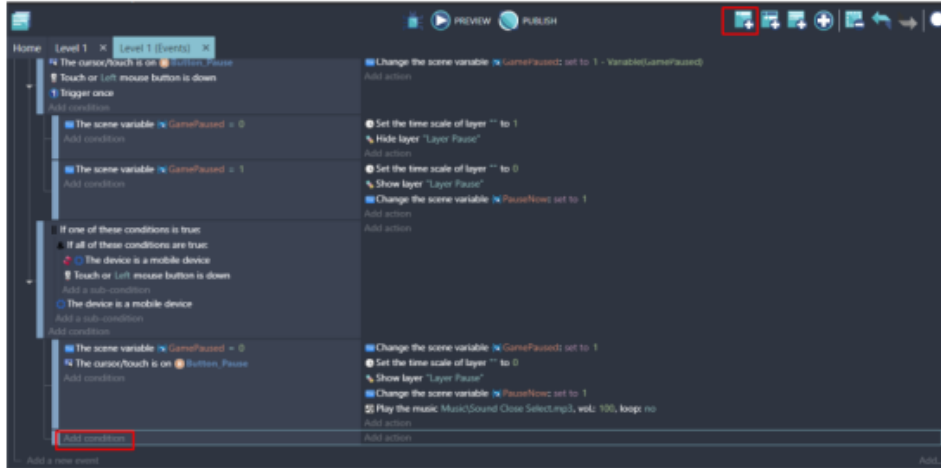 PREVIEW PUBLISH
Home Level 1 × Level 1 (Events) ×
The cursor/touch is on Button_Pause
Touch or Left mouse button is down
Trigger once
Add condition
Change the scene variable GamePaused: set to 1 - Variable(GamePaused)
Add action
The scene variable GamePaused = 0
Add condition
Set the time scale of layer "" to 1
Hide layer "Layer Pause"
Add action
The scene variable GamePaused = 1
Add condition
Set the time scale of layer "" to 0
Show layer "Layer Pause"
Change the scene variable PauseNow: set to 1
Add action
If one of these conditions is true:
If all of these conditions are true:
The device is a mobile device
Touch or Left mouse button is down
Add a sub-condition
The device is a mobile device
Add a sub-condition
Add condition
Add action
The scene variable GamePaused = 0
The cursor/touch is on Button_Pause
Add condition
Change the scene variable GamePaused: set to 1
Set the time scale of layer "" to 0
Show layer "Layer Pause"
Change the scene variable PauseNow: set to 1
Play the music Music\Sound Close Select.mp3, vol.: 100, loop: no
Add action
Add condition
Add action
Add a new event
Add